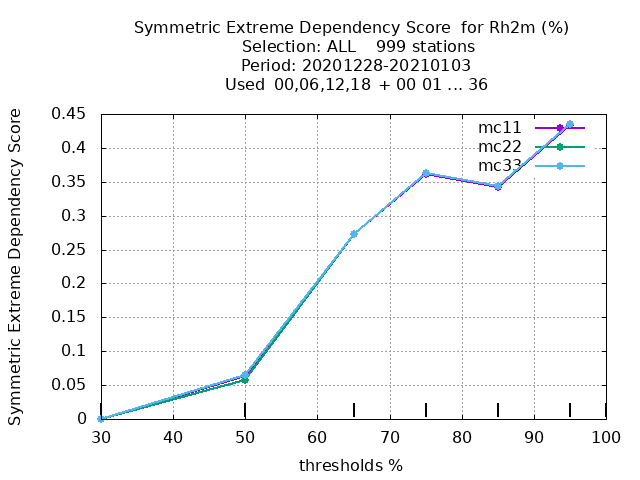 Symmetric Extreme Dependency Score for Rh2m (%)
Selection: ALL 999 stations
Period: 20201228-20210103
Used 00,06,12,18 + 00 01 ... 36
Symmetric Extreme Dependency Score
0.45
0.4
0.35
0.3
0.25
0.2
0.15
0.1
0.05
0
mc11
mc22
mc33
30 40 50 60 70 80 90 100
thresholds %